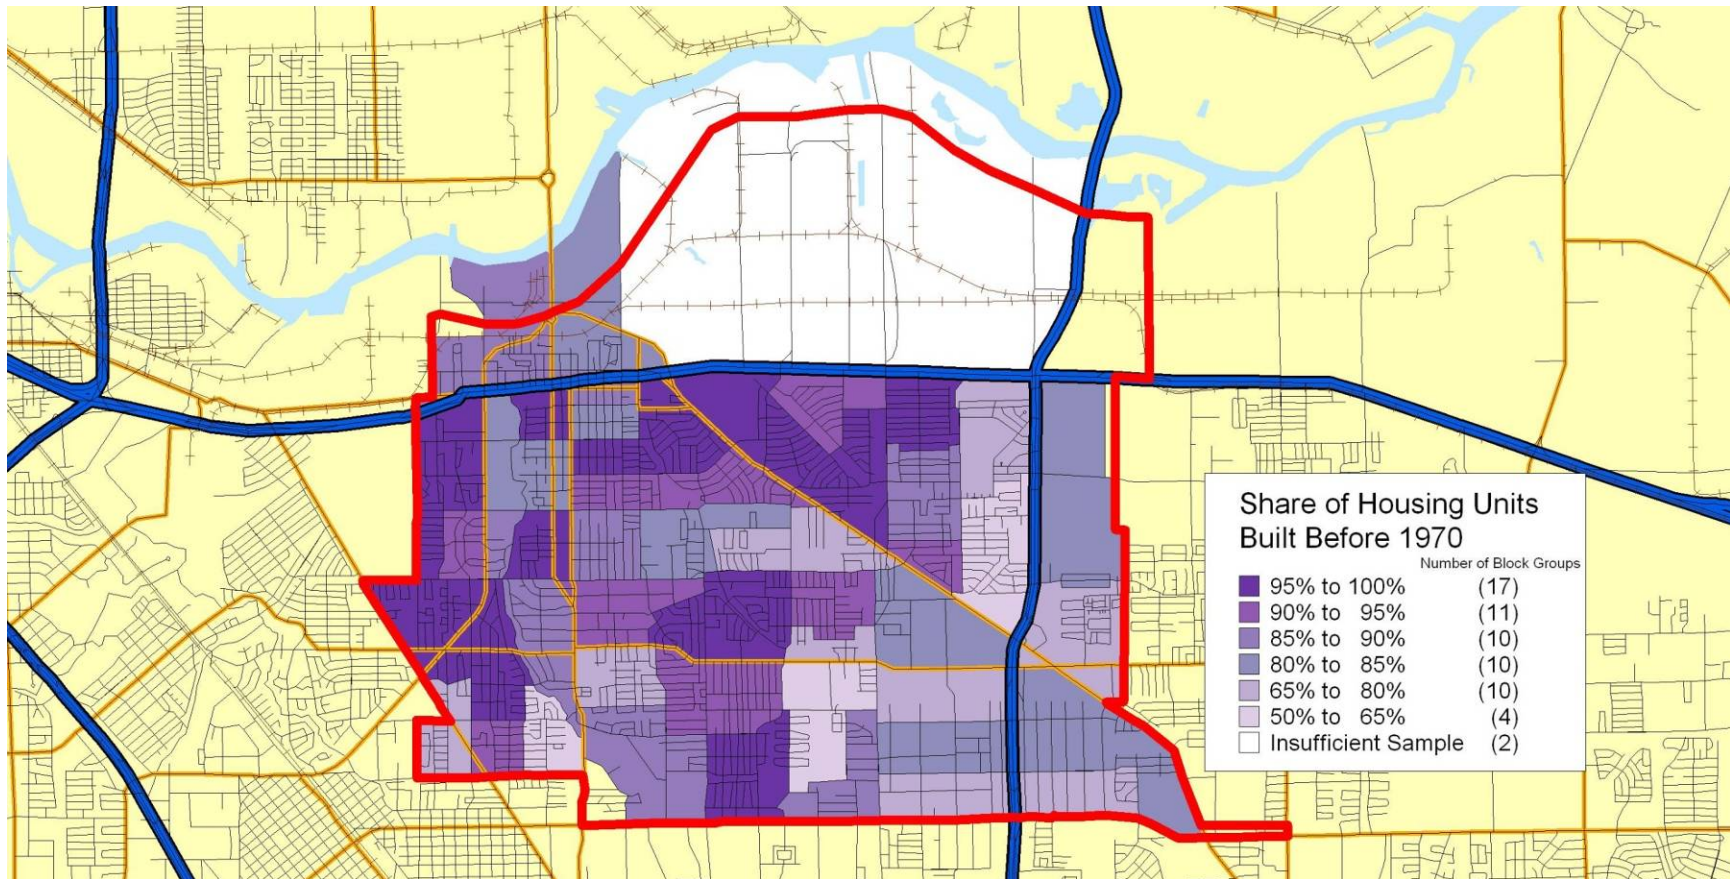 Share of Housing Units
Built Before 1970
Number of Block Groups
95% to 100% (17)
90% to 95% (11)
85% to 90% (10)
80% to 85% (10)
65% to 80% (10)
50% to 65% (4)
Insufficient Sample (2)